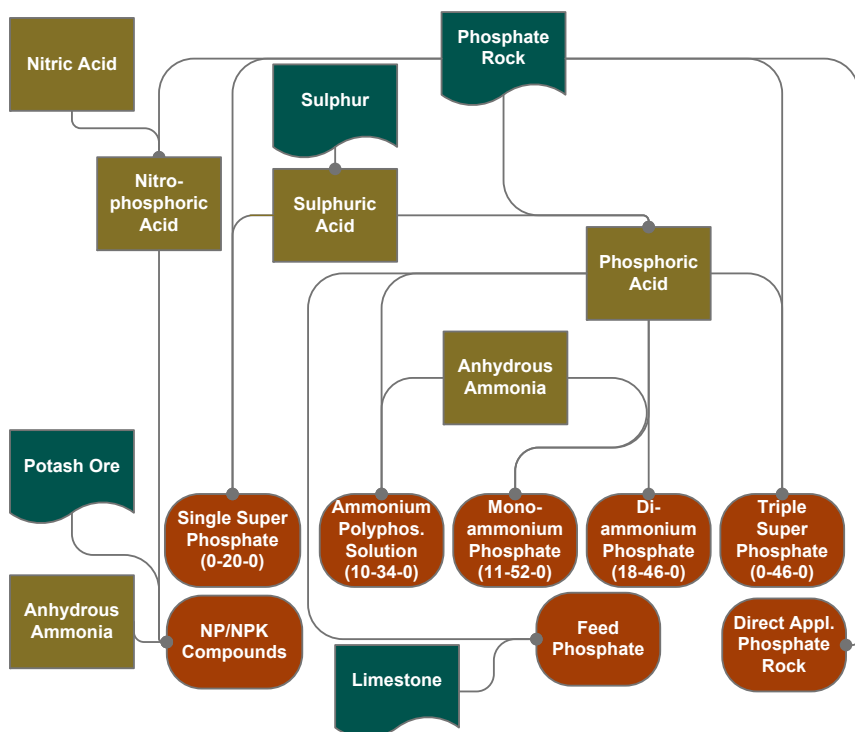 Nitric Acid
Phosphate
Rock
Sulphur
Nitro-
phosphoric
Acid
Sulphuric
Acid
Phosphoric
Acid
Anhydrous
Ammonia
Potash Ore
Single Super
Phosphate
(0-20-0)
Ammonium
Polyphos.
Solution
(10-34-0)
Mono-
ammonium
Phosphate
(11-52-0)
Di-
ammonium
Phosphate
(18-46-0)
Triple
Super
Phosphate
(0-46-0)
Anhydrous
Ammonia
NP/NPK
Compounds
Feed
Phosphate
Direct Appl.
Phosphate
Rock
Limestone